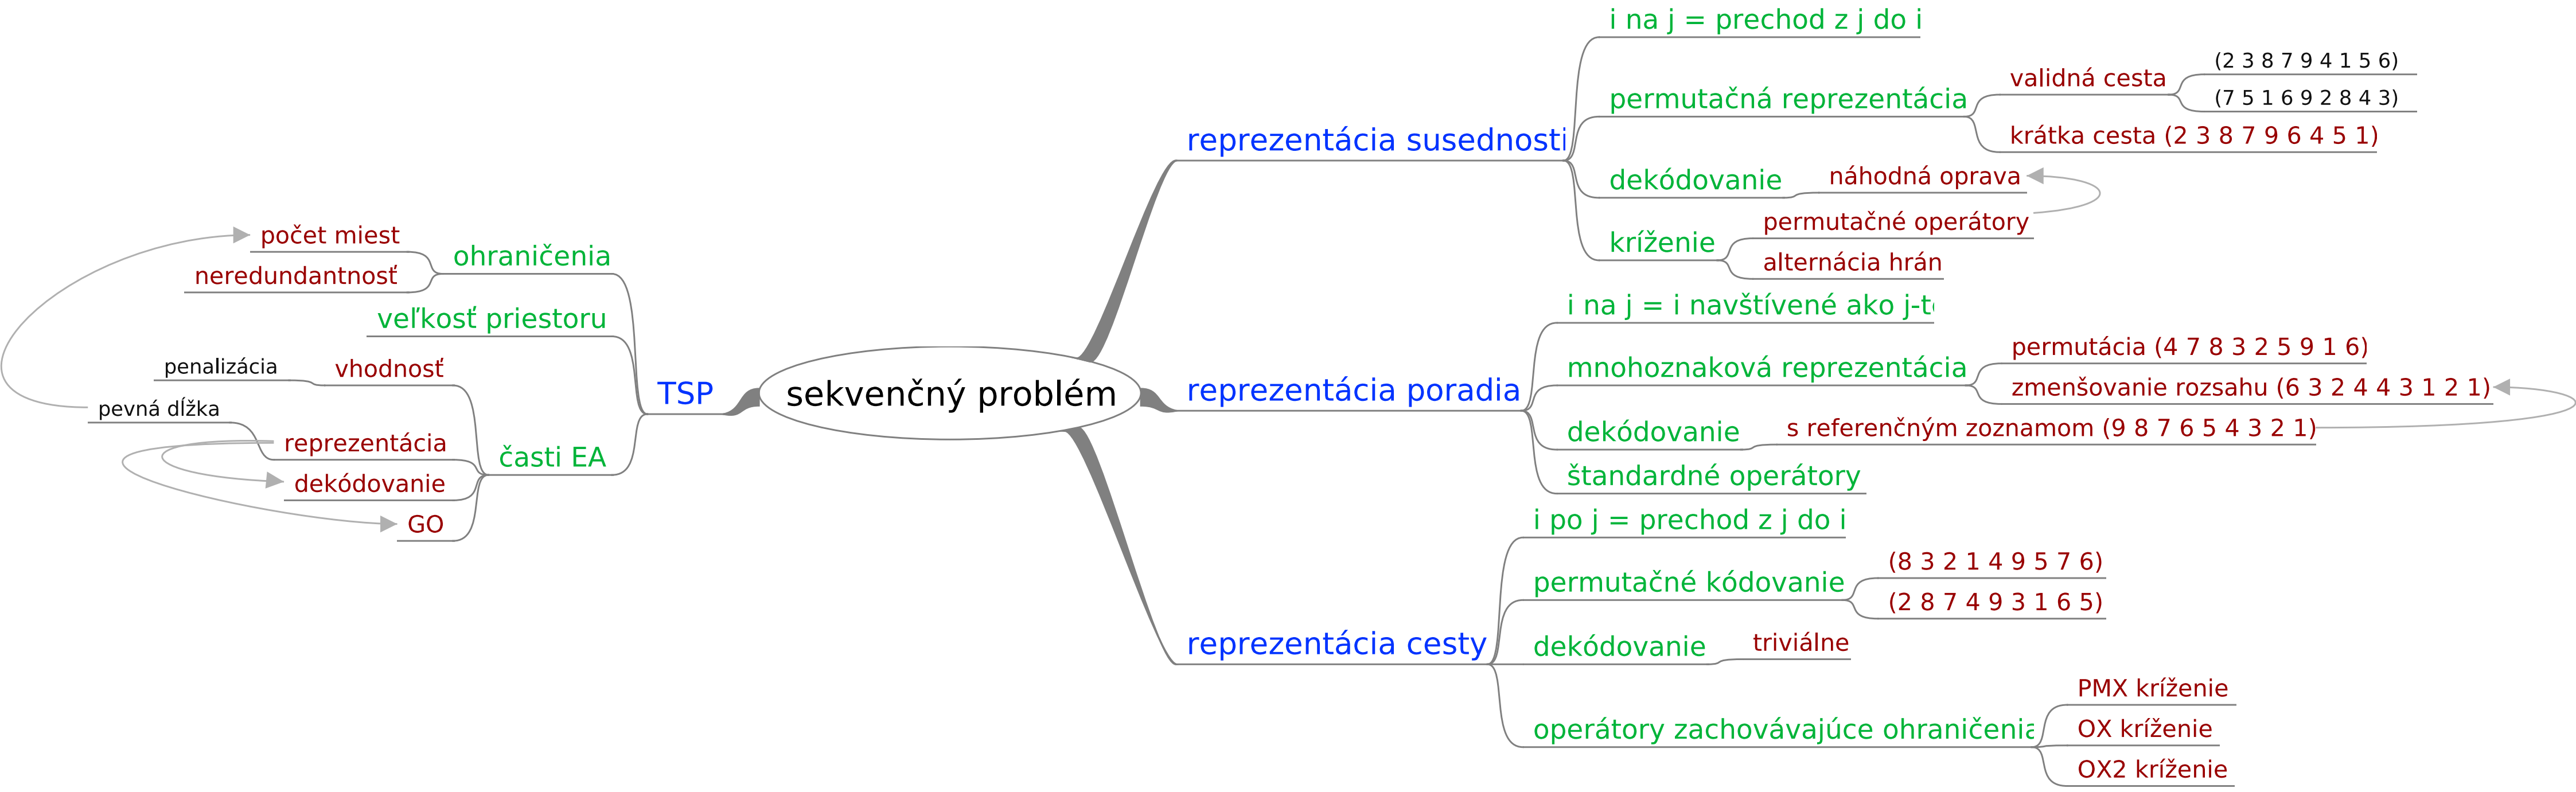 sekvenčný problém
TSP
ohraničenia
počet miest
neredundantnosť
veľkosť priestoru
časti EA
vhodnosť
penalizácia
reprezentácia
pevná dĺžka
dekódovanie
GO
reprezentácia susednosti
i na j = prechod z j do i
permutačná reprezentácia
validná cesta
(2 3 8 7 9 4 1 5 6)
(7 5 1 6 9 2 8 4 3)
krátka cesta (2 3 8 7 9 6 4 5 1)
dekódovanie
náhodná oprava
kríženie
permutačné operátory
alternácia hrán
reprezentácia poradia
i na j = i navštívené ako j-te
mnohoznaková reprezentácia
permutácia (4 7 8 3 2 5 9 1 6)
zmenšovanie rozsahu (6 3 2 4 4 3 1 2 1)
dekódovanie
s referenčným zoznamom (9 8 7 6 5 4 3 2 1)
štandardné operátory
reprezentácia cesty
i po j = prechod z j do i
permutačné kódovanie
(8 3 2 1 4 9 5 7 6)
(2 8 7 4 9 3 1 6 5)
dekódovanie
triviálne
operátory zachovávajúce ohraničenia
PMX kríženie
OX kríženie
OX2 kríženie